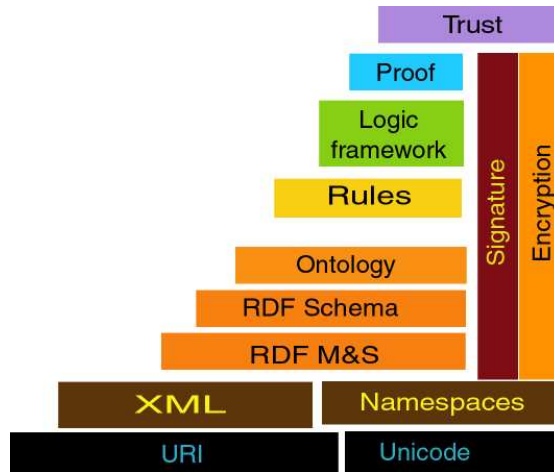 Trust
Proof
Logic
framework
Rules
Ontology
RDF Schema
RDF M&S
Signature
Encryption
XML
Namespaces
URI
Unicode